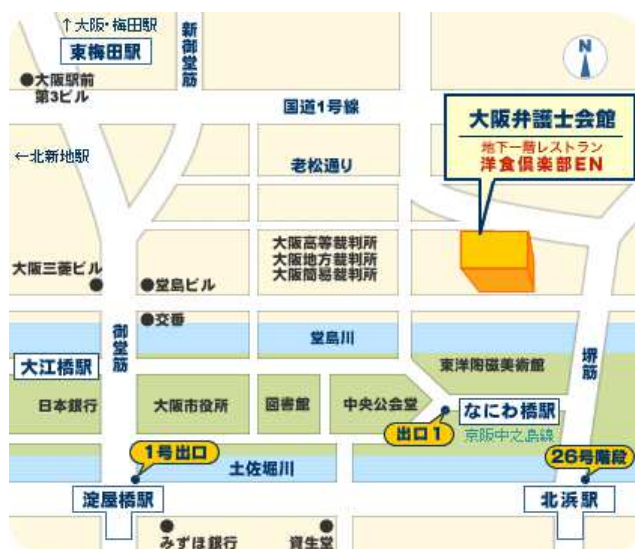 ↑大阪・梅田駅
東梅田駅
新御堂筋
N
●大阪駅前
第3ビル
国道1号線
大阪弁護士会館
地下一階レストラン
洋食倶楽部EN
←北新地駅
老松通り
大阪高等裁判所
大阪地方裁判所
大阪簡易裁判所
大阪三菱ビル
●堂島ビル
●交番
御堂筋
堂島川
堺筋
大江橋駅
東洋陶磁美術館
日本銀行
大阪市役所
図書館
中央公会堂
なにわ橋駅
京阪中之島線
出口1
1号出口
土佐堀川
26号階段
淀屋橋駅
北浜駅
みずほ銀行
資生堂